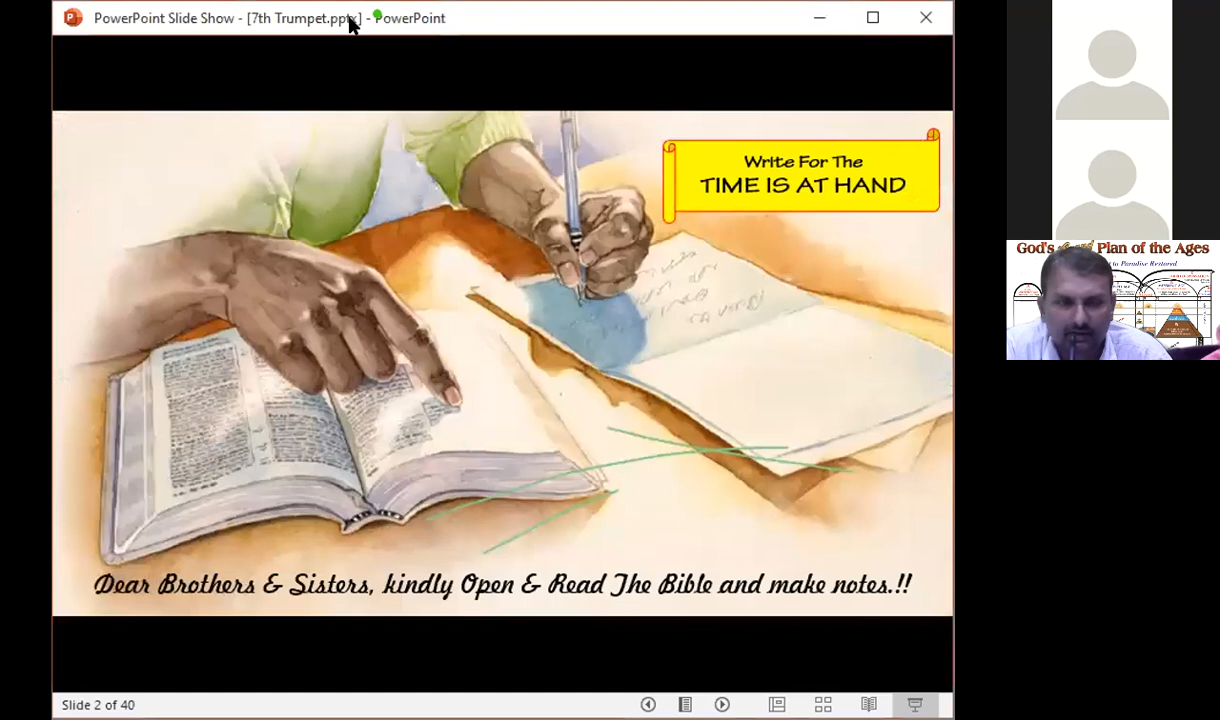 PowerPoint Slide Show - [7th Trumpet.pptx] - PowerPoint
Write For The
TIME IS AT HAND
God's Plan of the Ages
to Paradise Restored
Dear Brothers & Sisters, kindly Open & Read The Bible and make notes.!!
Slide 2 of 40